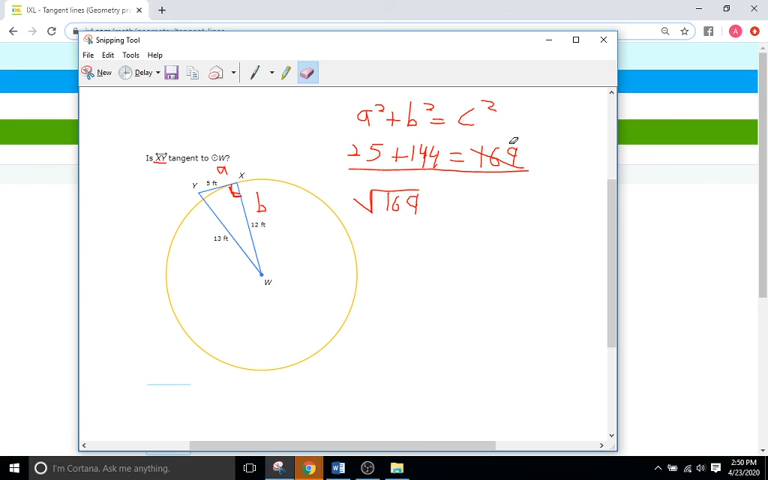 IXL - Tangent lines (Geometry pra
Snipping Tool
File Edit Tools Help
New Delay
a² + b² = c²
25 + 144 = 169
√169
Is XY tangent to ⊙W?
a
X
Y
5 ft
b
12 ft
13 ft
W
I'm Cortana. Ask me anything.
2:50 PM
4/23/2020